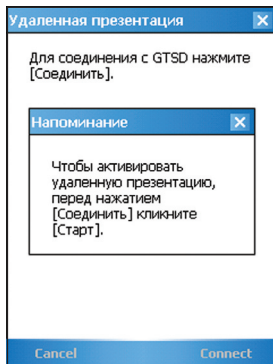 Удаленная презентация
Для соединения с GTSD нажмите
[Соединить].
Напоминание
Чтобы активировать
удаленную презентацию,
перед нажатием
[Соединить] кликните
[Старт].
Cancel Connect